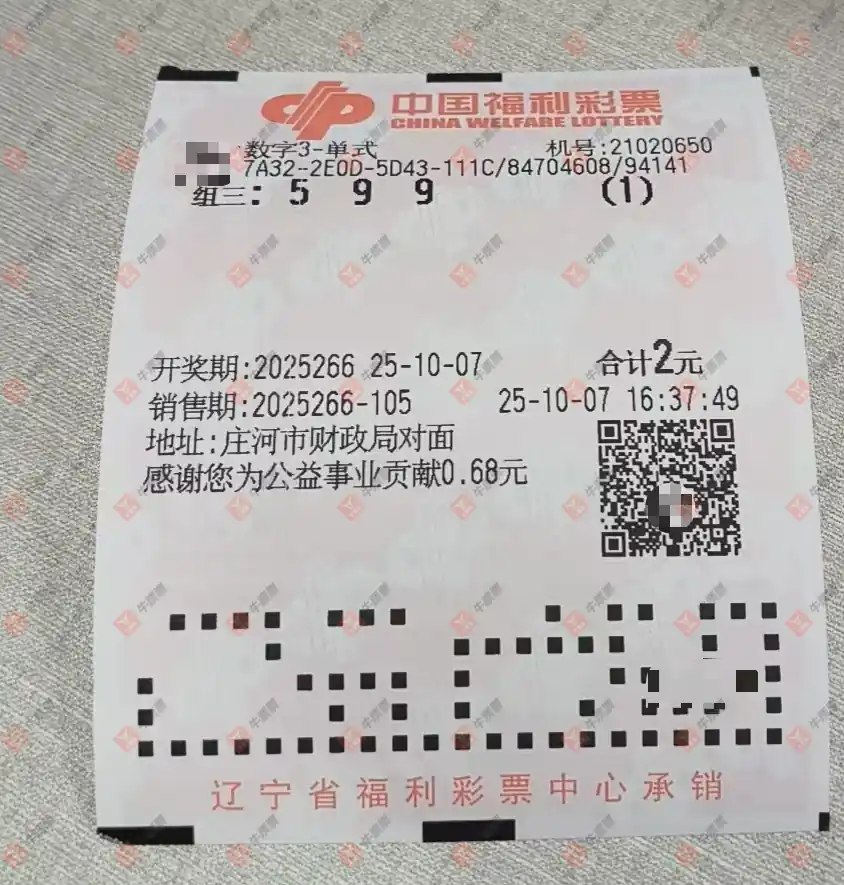 中国福利彩票
CHINA WELFARE LOTTERY
数字3-单式 机号:21020650
7A32-2E0D-5D43-111C/84704608/94141
组三: 5 9 9 (1)
开奖期:2025266 25-10-07 合计2元
销售期:2025266-105 25-10-07 16:37:49
地址:庄河市财政局对面
感谢您为公益事业贡献0.68元
辽宁省福利彩票中心承销